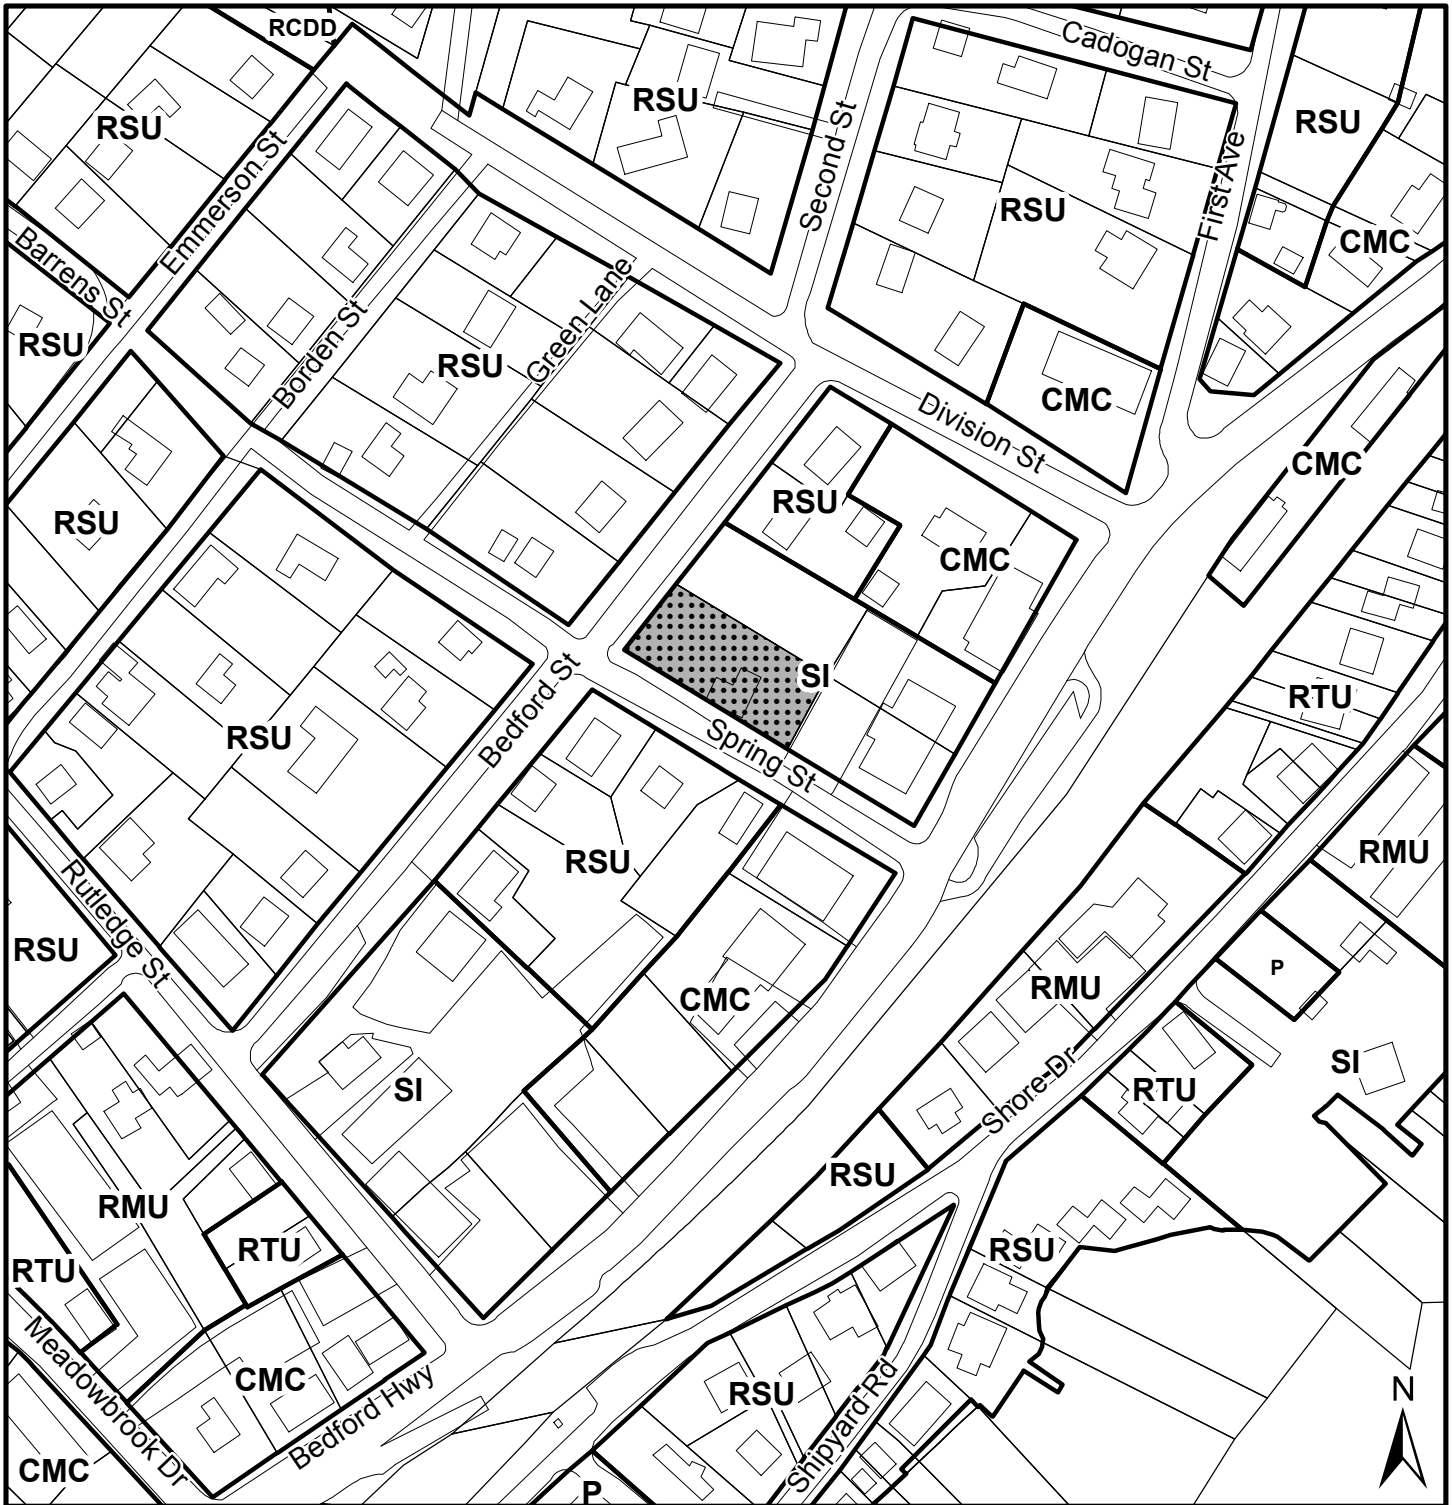 RCDD
Cadogan St
RSU
RSU
RSU
Second St
First Ave
Emmerson St
RSU
CMC
Barrens St
Green Lane
RSU
Borden St
RSU
CMC
Division St
CMC
RSU
RSU
CMC
SI
RTU
Bedford St
RSU
Spring St
RMU
RSU
Rutledge St
RSU
P
RMU
CMC
SI
SI
RTU
Shore Dr
RSU
RMU
RTU
RSU
RTU
Meadowbrook Dr
CMC
RSU
Shipyard Rd
N
Bedford Hwy
CMC
P